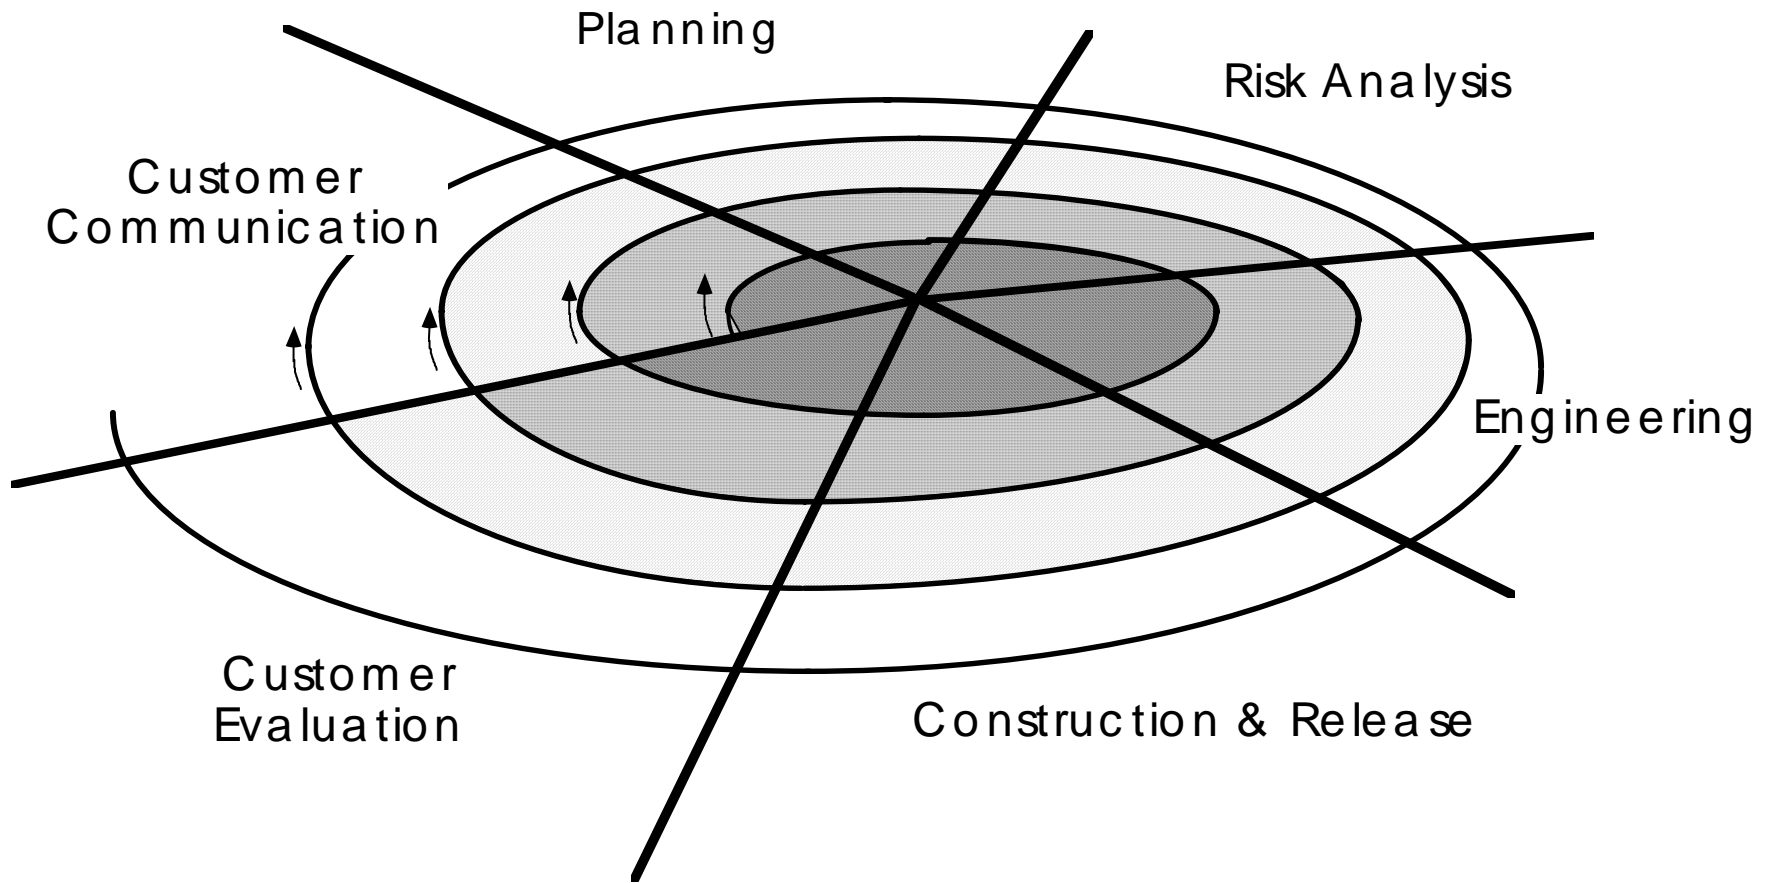 Planning
Risk Analysis
Customer
Communication
Engineering
Customer
Evaluation
Construction & Release